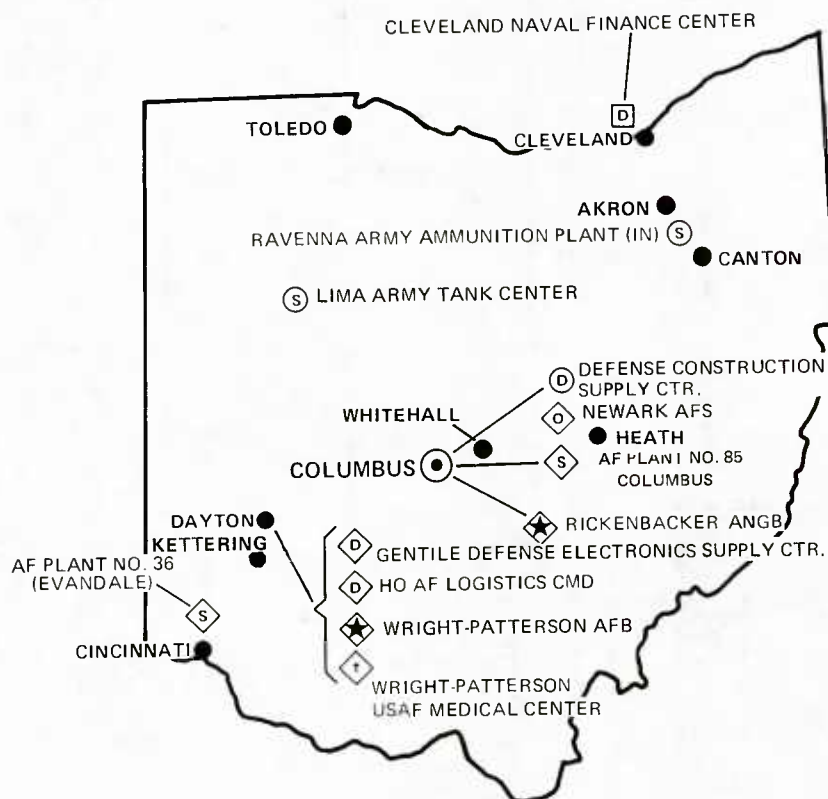 CLEVELAND NAVAL FINANCE CENTER
D
TOLEDO
CLEVELAND
AKRON
RAVENNA ARMY AMMUNITION PLANT (IN) S
CANTON
S LIMA ARMY TANK CENTER
D DEFENSE CONSTRUCTION
SUPPLY CTR.
WHITEHALL
O NEWARK AFS
HEATH
COLUMBUS
S AF PLANT NO. 85
COLUMBUS
RICKENBACKER ANGB
DAYTON
KETTERING
D GENTILE DEFENSE ELECTRONICS SUPPLY CTR.
AF PLANT NO. 36
(EVANDALE)
D HO AF LOGISTICS CMD
S
WRIGHT-PATTERSON AFB
CINCINNATI
† WRIGHT-PATTERSON
USAF MEDICAL CENTER